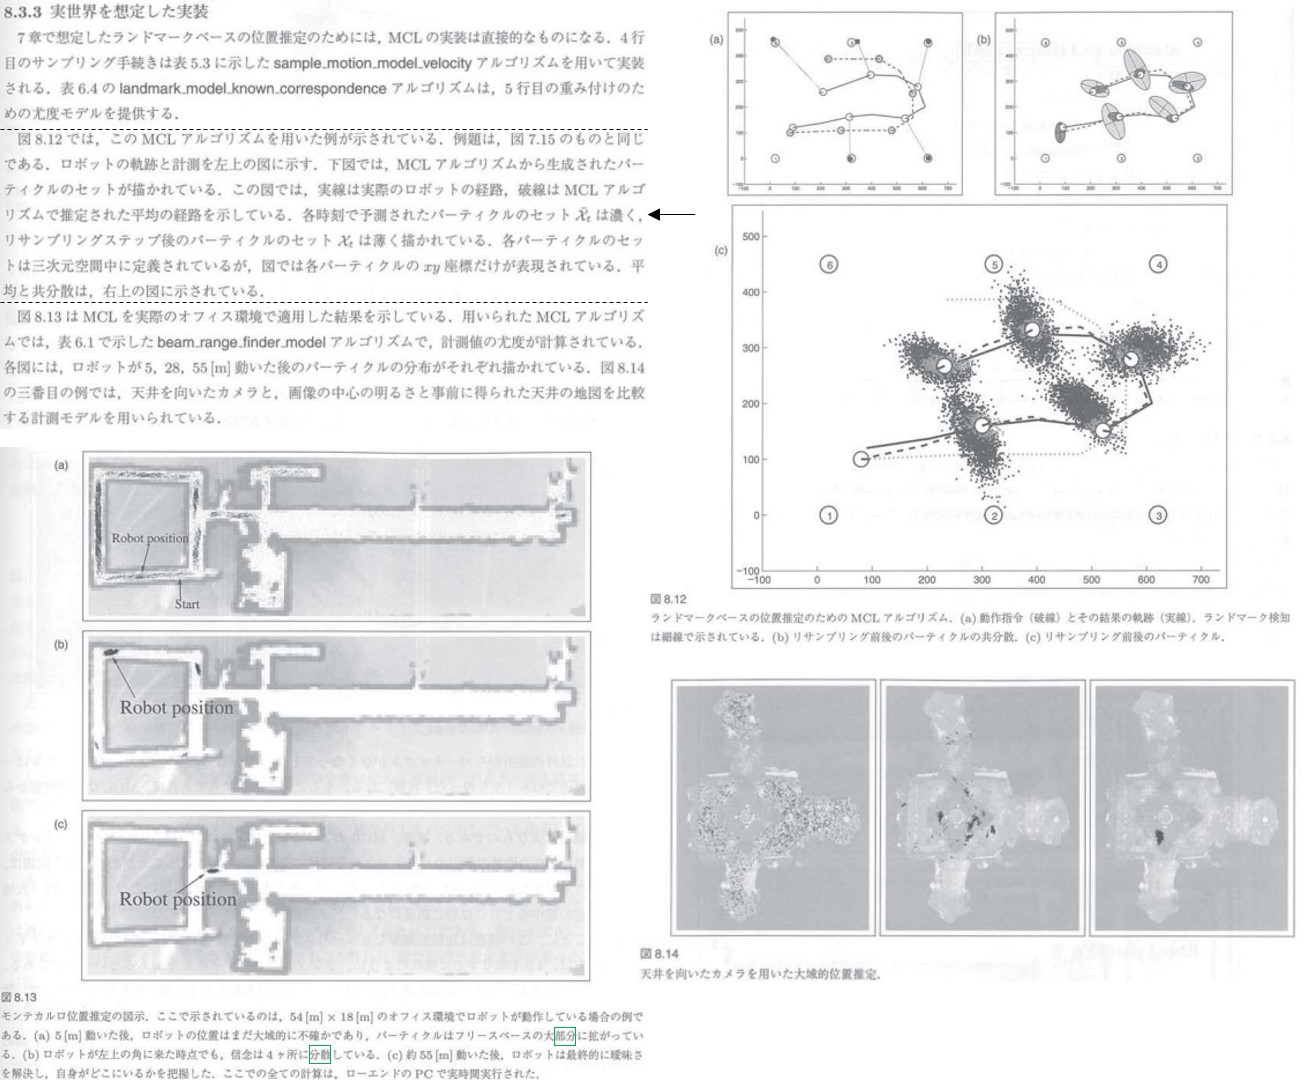 8.3.3 実世界を想定した実装
7章で想定したランドマークベースの位置推定のためには，MCL の実装は直接的なものになる．4行
目のサンプリング手続きは表 5.3 に示した sample_motion_model_velocity アルゴリズムを用いて実装
される．表 6.4 の landmark_model_known_correspondence アルゴリズムは，5 行目の重み付けのた
めの尤度モデルを提供する．
図 8.12 では，この MCL アルゴリズムを用いた例が示されている．例題は，図 7.15 のものと同じ
である．ロボットの軌跡と計測を左上の図に示す．下図では，MCL アルゴリズムから生成されたパー
ティクルのセットが描かれている．この図では，実線は実際のロボットの経路，破線は MCL アルゴ
リズムで推定された平均の経路を示している．各時刻で予測されたパーティクルのセット X̄t は濃く，
リサンプリングステップ後のパーティクルのセット Xt は薄く描かれている．各パーティクルのセッ
トは三次元空間中に定義されているが，図では各パーティクルの xy 座標だけが表現されている．平
均と共分散は，右上の図に示されている．
図 8.13 は MCL を実際のオフィス環境で適用した結果を示している．用いられた MCL アルゴリズ
ムでは，表 6.1 で示した beam_range_finder_model アルゴリズムで，計測値の尤度が計算されている．
各図には，ロボットが 5，28，55 [m] 動いた後のパーティクルの分布がそれぞれ描かれている．図 8.14
の三番目の例では，天井を向いたカメラと，画像の中心の明るさと事前に得られた天井の地図を比較
する計測モデルを用いられている．
(a)
Robot position
Start
(b)
Robot position
(c)
Robot position
図 8.13
モンテカルロ位置推定の図示．ここで示されているのは，54 [m] × 18 [m] のオフィス環境でロボットが動作している場合の例で
ある．(a) 5 [m] 動いた後，ロボットの位置はまだ大域的に不確かであり，パーティクルはフリースペースの大部分に拡がってい
る．(b) ロボットが左上の角に来た時点でも，信念は 4 ヶ所に分散している．(c) 約 55 [m] 動いた後，ロボットは最終的に曖昧さ
を解決し，自身がどこにいるかを把握した．ここでの全ての計算は，ローエンドの PC で実時間実行された．
(a)
500
400
300
200
100
0
-100
-100 0 100 200 300 400 500 600 700
(b)
500
400
300
200
100
0
-100
-100 0 100 200 300 400 500 600 700
(c)
500
400
300
200
100
0
-100
-100 0 100 200 300 400 500 600 700
6 5 4
1 2 3
図 8.12
ランドマークベースの位置推定のための MCL アルゴリズム．(a) 動作指令（破線）とその結果の軌跡（実線）．ランドマーク検知
は細線で示されている．(b) リサンプリング前後のパーティクルの共分散．(c) リサンプリング前後のパーティクル．
図 8.14
天井を向いたカメラを用いた大域的位置推定．